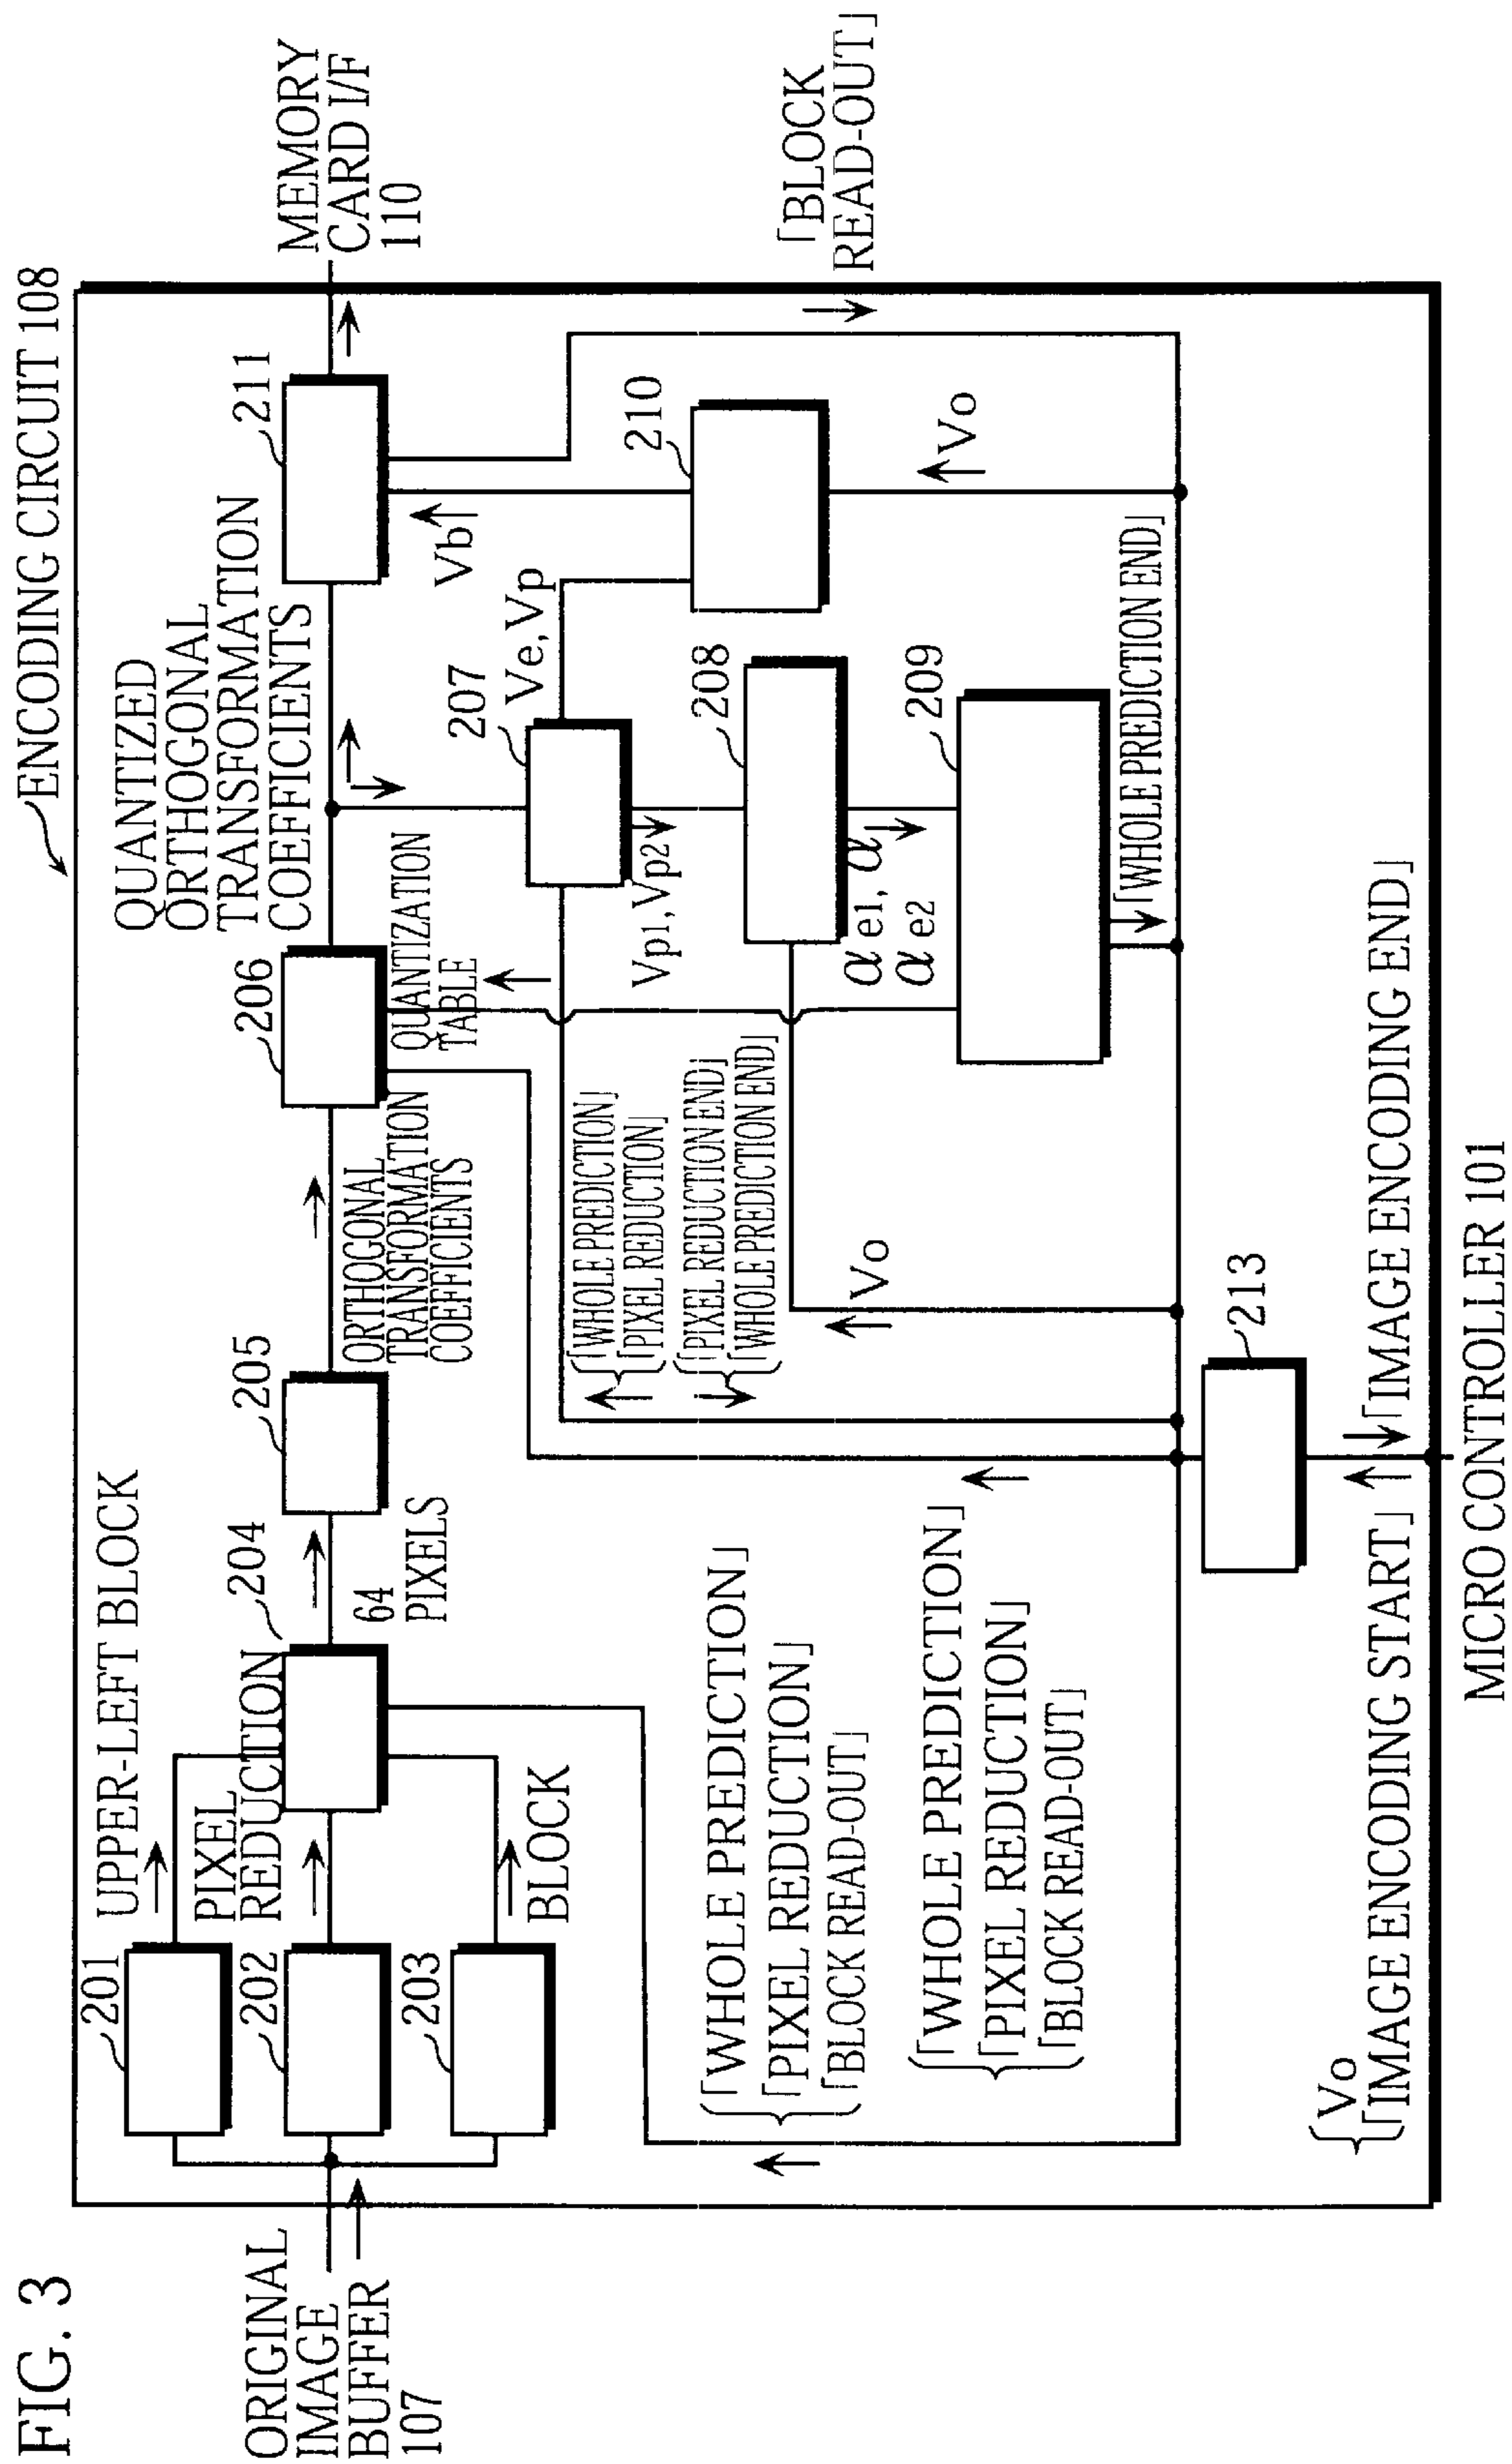 FIG. 3
ENCODING CIRCUIT 108
ORIGINAL
IMAGE
BUFFER
107
201
202
203
UPPER-LEFT BLOCK
PIXEL
REDUCTION
BLOCK
204
64
PIXELS
205
ORTHOGONAL
TRANSFORMATION
COEFFICIENTS
206
QUANTIZATION
TABLE
QUANTIZED
ORTHOGONAL
TRANSFORMATION
COEFFICIENTS
211
MEMORY
CARD I/F
110
207
Ve, Vp
Vb
210
Vp1, Vp2
208
αe1, α
αe2
209
Vo
「BLOCK
READ-OUT」
「WHOLE PREDICTION」
「PIXEL REDUCTION」
「PIXEL REDUCTION END」
「WHOLE PREDICTION END」
Vo
「WHOLE PREDICTION END」
「WHOLE PREDICTION」
「PIXEL REDUCTION」
「BLOCK READ-OUT」
「WHOLE PREDICTION」
「PIXEL REDUCTION」
「BLOCK READ-OUT」
213
Vo
「IMAGE ENCODING START」
「IMAGE ENCODING END」
MICRO CONTROLLER 101